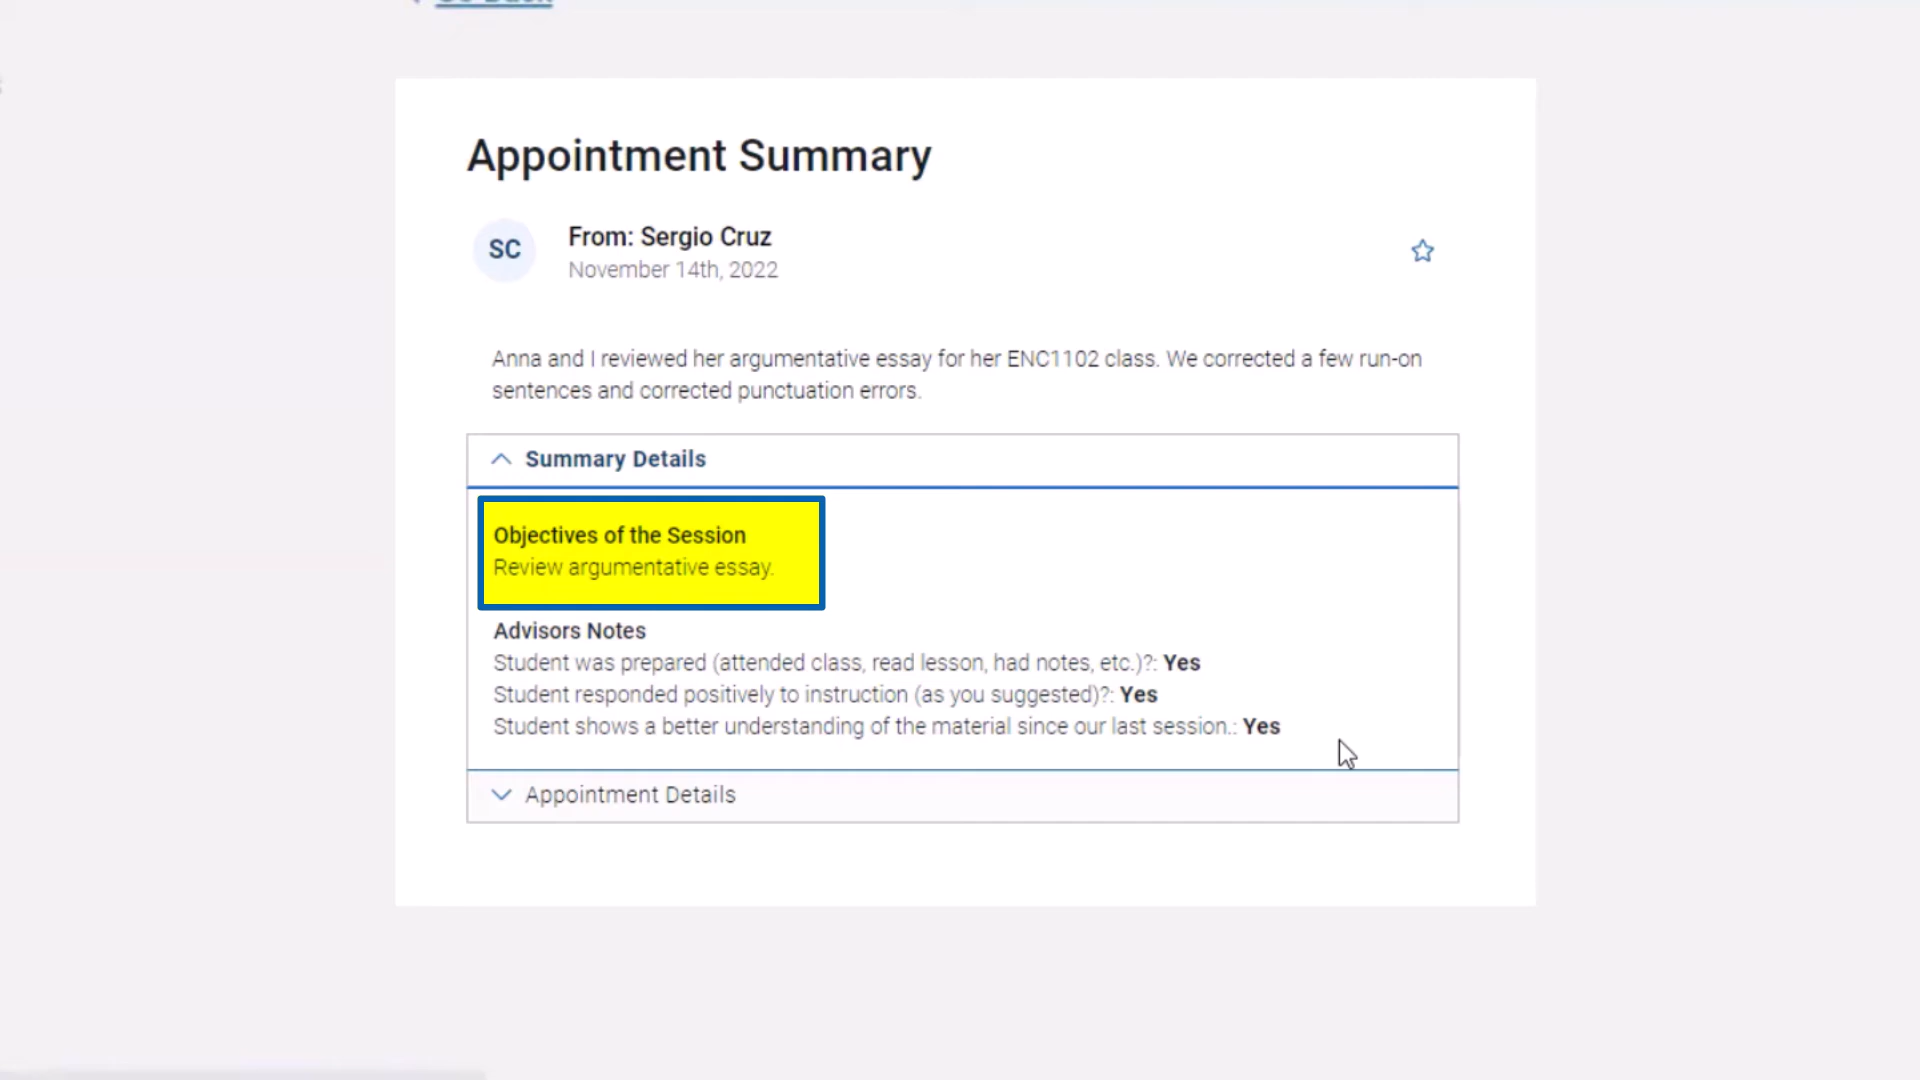 Appointment Summary
SC
From: Sergio Cruz
November 14th, 2022
Anna and I reviewed her argumentative essay for her ENC1102 class. We corrected a few run-on
sentences and corrected punctuation errors.
Summary Details
Objectives of the Session
Review argumentative essay.
Advisors Notes
Student was prepared (attended class, read lesson, had notes, etc.)?: Yes
Student responded positively to instruction (as you suggested)?: Yes
Student shows a better understanding of the material since our last session.: Yes
Appointment Details